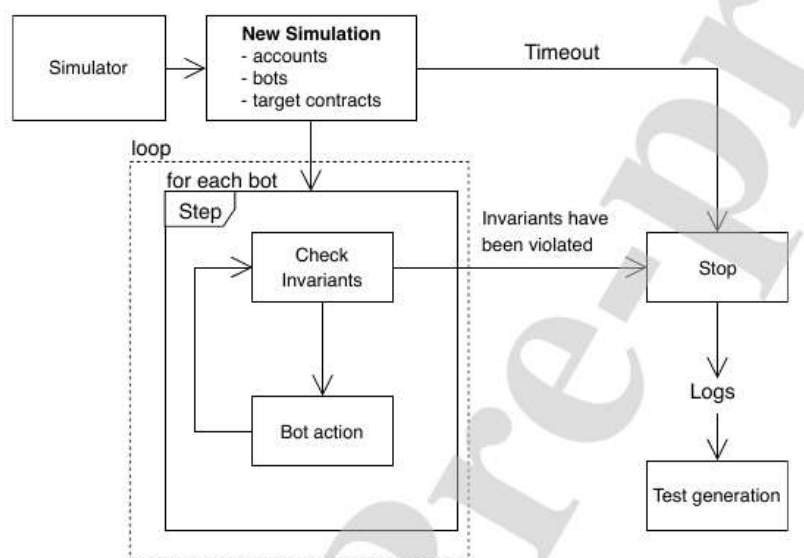 Simulator
New Simulation
- accounts
- bots
- target contracts
Timeout
loop
for each bot
Step
Check
Invariants
Invariants have
been violated
Stop
Bot action
Logs
Test generation